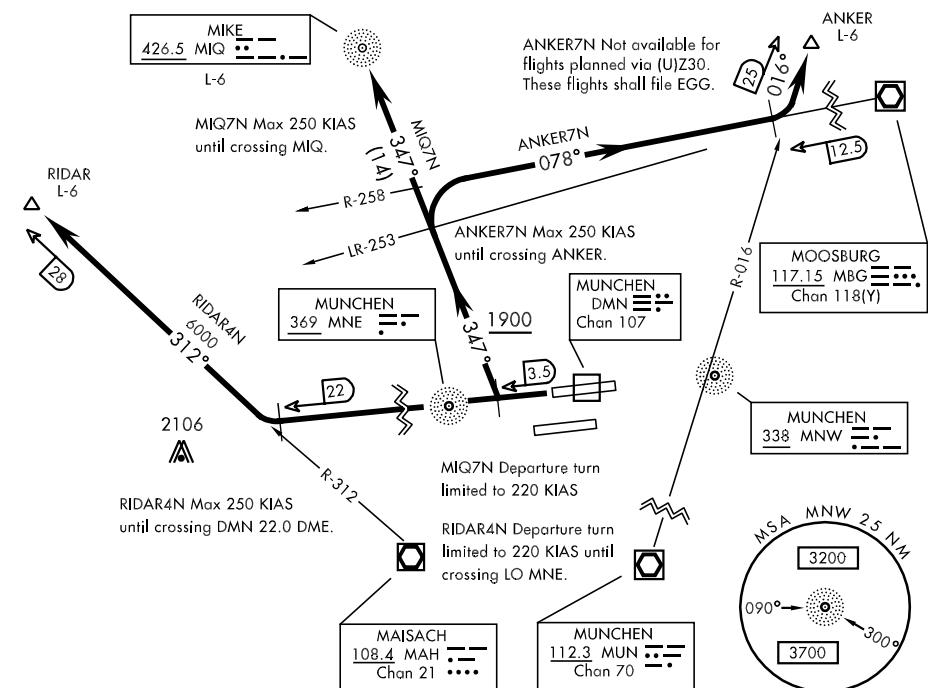 MIKE
426.5 MIQ
L-6
ANKER
L-6
ANKER7N Not available for
flights planned via (U)Z30.
These flights shall file EGG.
25
016°
MIQ7N Max 250 KIAS
until crossing MIQ.
MIQ7N
347°
(14)
ANKER7N
078°
12.5
RIDAR
L-6
28
R-258
LR-253
ANKER7N Max 250 KIAS
until crossing ANKER.
R-016
MOOSBURG
117.15 MBG
Chan 118(Y)
MUNCHEN
369 MNE
MUNCHEN
DMN
Chan 107
1900
347°
3.5
RIDAR4N
6000
312°
22
2106
R-312
MUNCHEN
338 MNW
MIQ7N Departure turn
limited to 220 KIAS
RIDAR4N Max 250 KIAS
until crossing DMN 22.0 DME.
RIDAR4N Departure turn
limited to 220 KIAS until
crossing LO MNE.
MSA MNW 25 NM
3200
090°
300°
3700
MAISACH
108.4 MAH
Chan 21
MUNCHEN
112.3 MUN
Chan 70